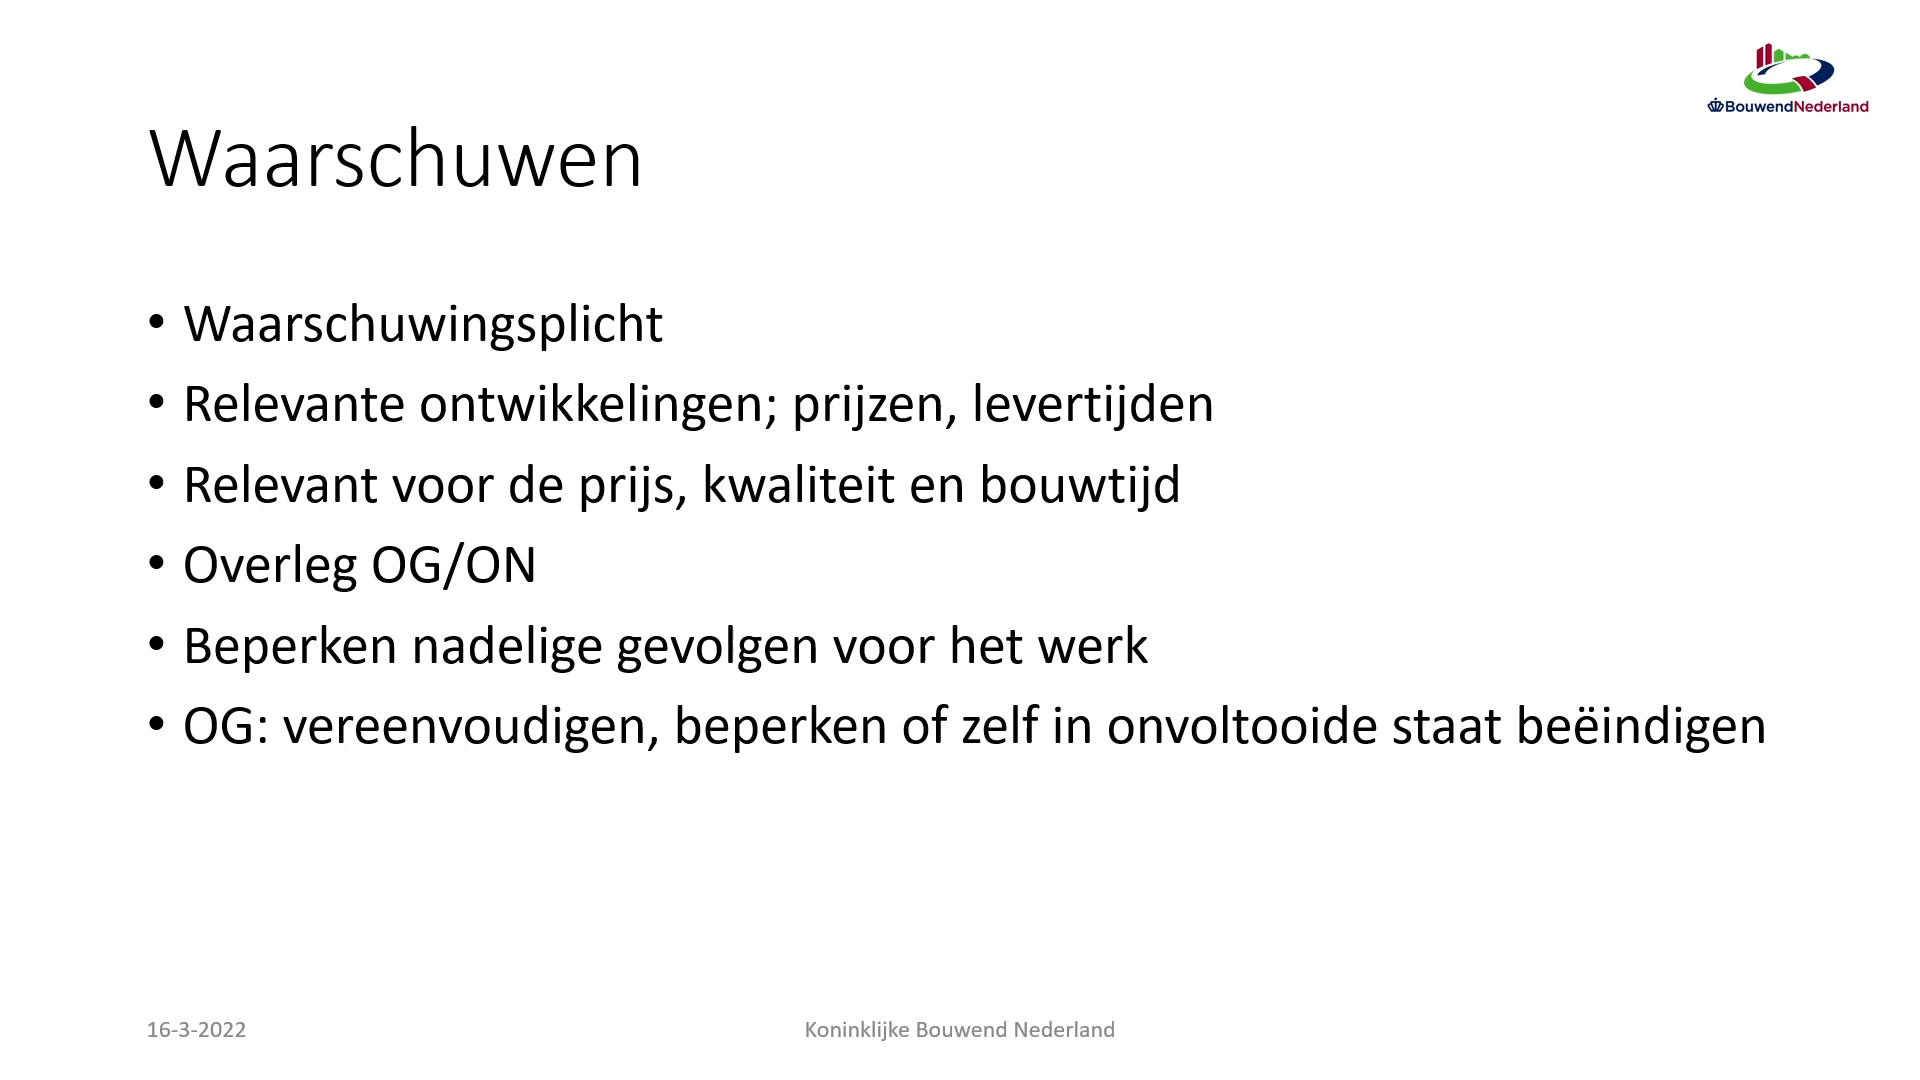 BouwendNederland
Waarschuwen
• Waarschuwingsplicht
• Relevante ontwikkelingen; prijzen, levertijden
• Relevant voor de prijs, kwaliteit en bouwtijd
• Overleg OG/ON
• Beperken nadelige gevolgen voor het werk
• OG: vereenvoudigen, beperken of zelf in onvoltooide staat beëindigen
16-3-2022
Koninklijke Bouwend Nederland